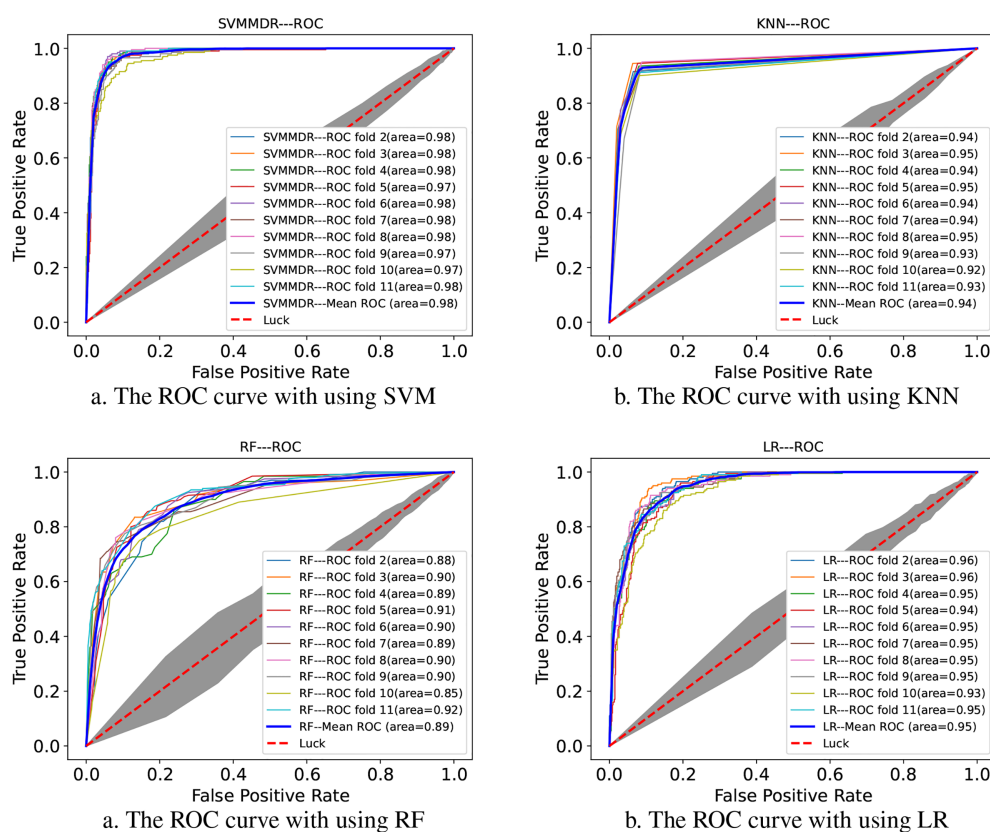 SVMMDR---ROC
True Positive Rate
1.0
0.8
0.6
0.4
0.2
0.0
SVMMDR---ROC fold 2(area=0.98)
SVMMDR---ROC fold 3(area=0.98)
SVMMDR---ROC fold 4(area=0.98)
SVMMDR---ROC fold 5(area=0.97)
SVMMDR---ROC fold 6(area=0.98)
SVMMDR---ROC fold 7(area=0.98)
SVMMDR---ROC fold 8(area=0.98)
SVMMDR---ROC fold 9(area=0.97)
SVMMDR---ROC fold 10(area=0.97)
SVMMDR---ROC fold 11(area=0.98)
SVMMDR---Mean ROC (area=0.98)
Luck
0.0 0.2 0.4 0.6 0.8 1.0
False Positive Rate
a. The ROC curve with using SVM
KNN---ROC
True Positive Rate
1.0
0.8
0.6
0.4
0.2
0.0
KNN---ROC fold 2(area=0.94)
KNN---ROC fold 3(area=0.95)
KNN---ROC fold 4(area=0.94)
KNN---ROC fold 5(area=0.95)
KNN---ROC fold 6(area=0.94)
KNN---ROC fold 7(area=0.94)
KNN---ROC fold 8(area=0.95)
KNN---ROC fold 9(area=0.93)
KNN---ROC fold 10(area=0.92)
KNN---ROC fold 11(area=0.93)
KNN--Mean ROC (area=0.94)
Luck
0.0 0.2 0.4 0.6 0.8 1.0
False Positive Rate
b. The ROC curve with using KNN
RF---ROC
True Positive Rate
1.0
0.8
0.6
0.4
0.2
0.0
RF---ROC fold 2(area=0.88)
RF---ROC fold 3(area=0.90)
RF---ROC fold 4(area=0.89)
RF---ROC fold 5(area=0.91)
RF---ROC fold 6(area=0.90)
RF---ROC fold 7(area=0.89)
RF---ROC fold 8(area=0.90)
RF---ROC fold 9(area=0.90)
RF---ROC fold 10(area=0.85)
RF---ROC fold 11(area=0.92)
RF--Mean ROC (area=0.89)
Luck
0.0 0.2 0.4 0.6 0.8 1.0
False Positive Rate
a. The ROC curve with using RF
LR---ROC
True Positive Rate
1.0
0.8
0.6
0.4
0.2
0.0
LR---ROC fold 2(area=0.96)
LR---ROC fold 3(area=0.96)
LR---ROC fold 4(area=0.95)
LR---ROC fold 5(area=0.94)
LR---ROC fold 6(area=0.95)
LR---ROC fold 7(area=0.95)
LR---ROC fold 8(area=0.95)
LR---ROC fold 9(area=0.95)
LR---ROC fold 10(area=0.93)
LR---ROC fold 11(area=0.95)
LR--Mean ROC (area=0.95)
Luck
0.0 0.2 0.4 0.6 0.8 1.0
False Positive Rate
b. The ROC curve with using LR